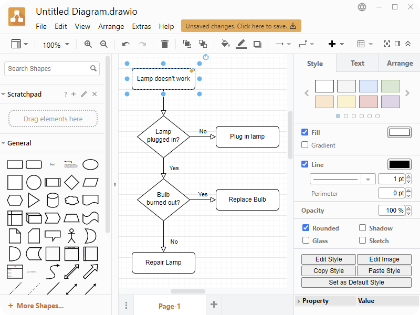 Untitled Diagram.drawio
File Edit View Arrange Extras Help
Unsaved changes. Click here to save.
100%
Search Shapes
Scratchpad
Drag elements here
General
+ More Shapes...
Lamp doesn't work
Lamp
plugged in?
No
Plug in lamp
Yes
Bulb
burned out?
Yes
Replace Bulb
No
Repair Lamp
Page-1
Style Text Arrange
Fill
Gradient
Line
1 pt
Perimeter 0 pt
Opacity 100 %
Rounded Shadow
Glass Sketch
Edit Style Edit Image
Copy Style Paste Style
Set as Default Style
Property Value